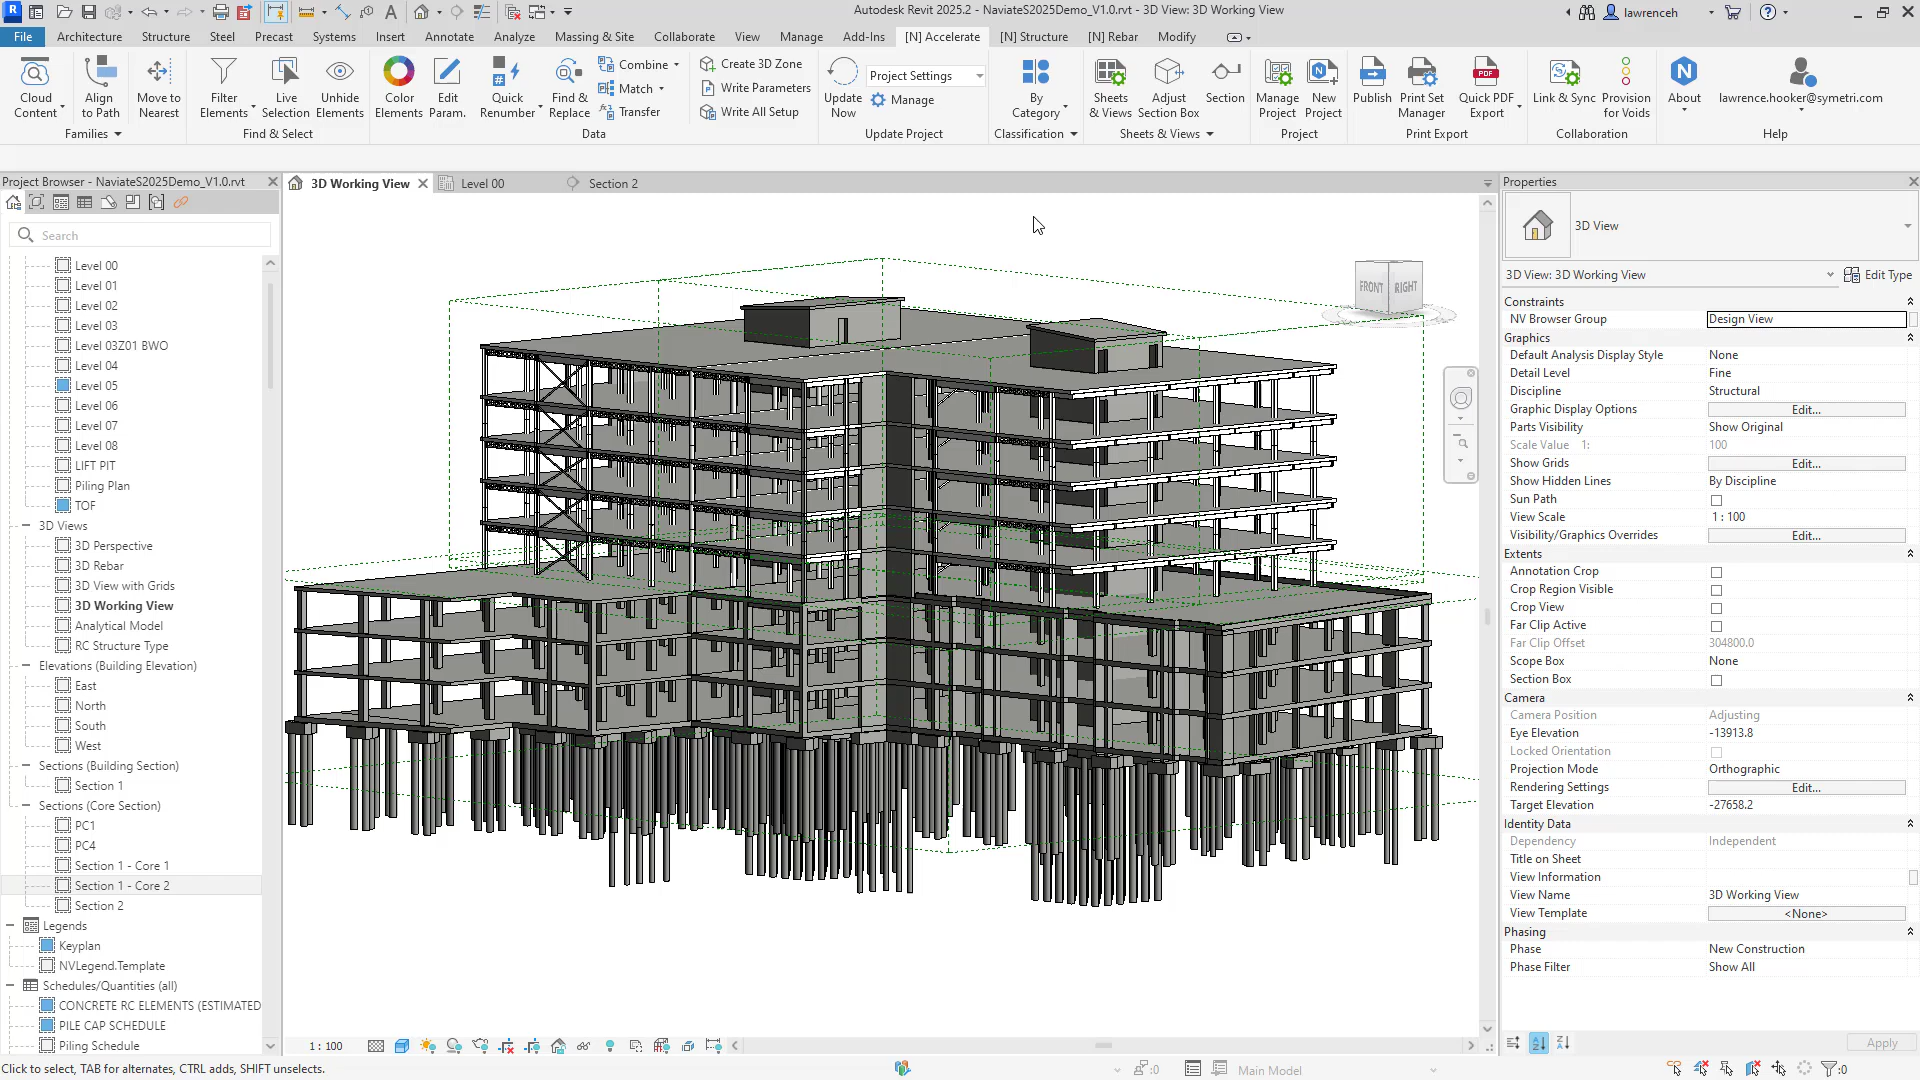 Autodesk Revit 2025.2 - NaviateS2025Demo_V1.0.rvt - 3D View: 3D Working View
lawrenceh
File Architecture Structure Steel Precast Systems Insert Annotate Analyze Massing & Site Collaborate View Manage Add-Ins [N] Accelerate [N] Structure [N] Rebar Modify
Cloud Content
Align to Path
Move to Nearest
Filter Elements
Live Selection
Unhide Elements
Color Elements
Edit Param.
Quick Renumber
Find & Replace
Combine
Match
Transfer
Create 3D Zone
Write Parameters
Write All Setup
Update Now
Project Settings
Manage
By Category
Sheets & Views
Adjust Section Box
Section
Manage Project
New Project
Publish
Print Set Manager
PDF
Quick PDF Export
Link & Sync
Provision for Voids
About
lawrence.hooker@symetri.com
Families Find & Select Data Update Project Classification Sheets & Views Project Print Export Collaboration Help
Project Browser - NaviateS2025Demo_V1.0.rvt
Search
Level 00
Level 01
Level 02
Level 03
Level 03Z01 BWO
Level 04
Level 05
Level 06
Level 07
Level 08
LIFT PIT
Piling Plan
TOF
3D Views
3D Perspective
3D Rebar
3D View with Grids
3D Working View
Analytical Model
RC Structure Type
Elevations (Building Elevation)
East
North
South
West
Sections (Building Section)
Section 1
Sections (Core Section)
PC1
PC4
Section 1 - Core 1
Section 1 - Core 2
Section 2
Legends
Keyplan
NVLegend.Template
Schedules/Quantities (all)
CONCRETE RC ELEMENTS (ESTIMATED
PILE CAP SCHEDULE
Piling Schedule
3D Working View
Level 00
Section 2
FRONT RIGHT
1 : 100
Properties
3D View
3D View: 3D Working View Edit Type
Constraints
NV Browser Group Design View
Graphics
Default Analysis Display Style None
Detail Level Fine
Discipline Structural
Graphic Display Options Edit...
Parts Visibility Show Original
Scale Value 1: 100
Show Grids Edit...
Show Hidden Lines By Discipline
Sun Path
View Scale 1 : 100
Visibility/Graphics Overrides Edit...
Extents
Annotation Crop
Crop Region Visible
Crop View
Far Clip Active
Far Clip Offset 304800.0
Scope Box None
Section Box
Camera
Camera Position Adjusting
Eye Elevation -13913.8
Locked Orientation
Projection Mode Orthographic
Rendering Settings Edit...
Target Elevation -27658.2
Identity Data
Dependency Independent
Title on Sheet
View Information
View Name 3D Working View
View Template <None>
Phasing
Phase New Construction
Phase Filter Show All
Apply
Click to select, TAB for alternates, CTRL adds, SHIFT unselects.
:0
Main Model
:0